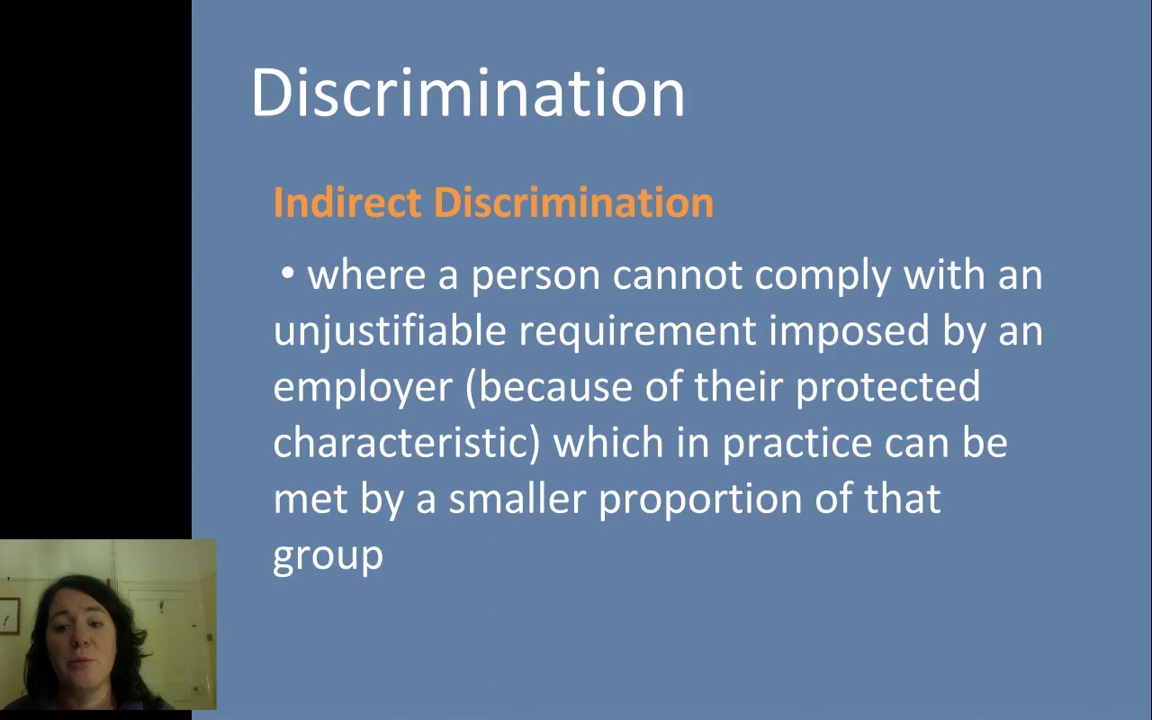 Discrimination
Indirect Discrimination
• where a person cannot comply with an
unjustifiable requirement imposed by an
employer (because of their protected
characteristic) which in practice can be
met by a smaller proportion of that
group